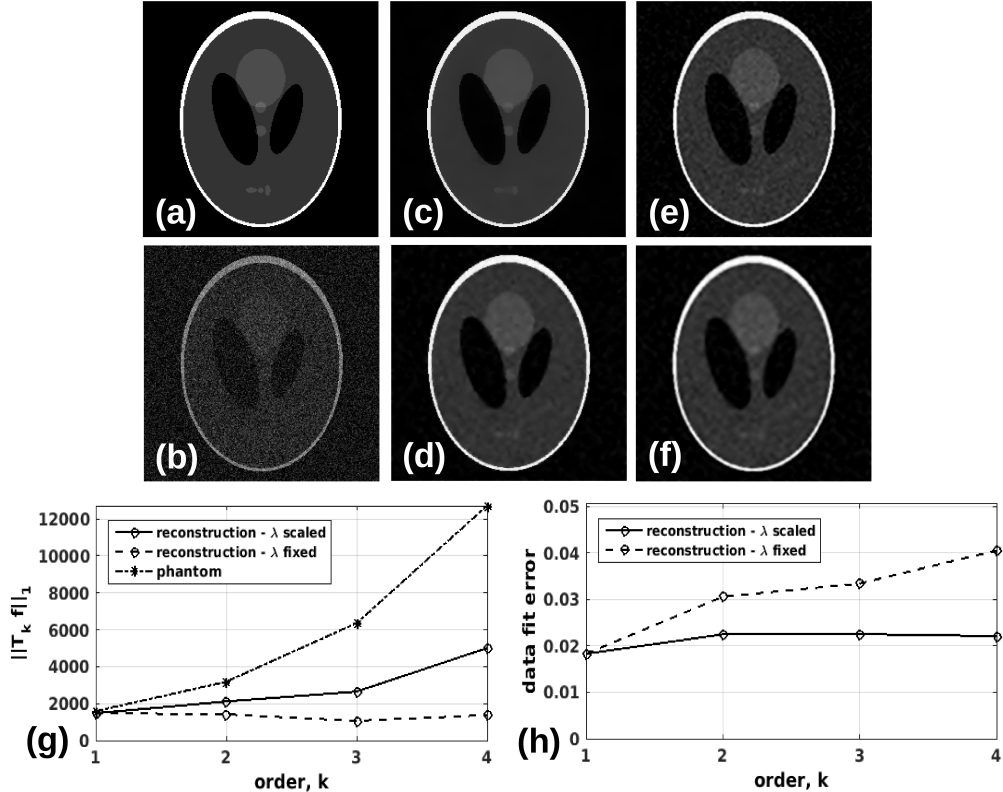 (a)
(c)
(e)
(b)
(d)
(f)
12000
10000
8000
6000
4000
2000
0
||T_k f||_1
reconstruction - λ scaled
reconstruction - λ fixed
phantom
1
2
3
4
order, k
(g)
0.05
0.04
0.03
0.02
0.01
0
data fit error
reconstruction - λ scaled
reconstruction - λ fixed
1
2
3
4
order, k
(h)